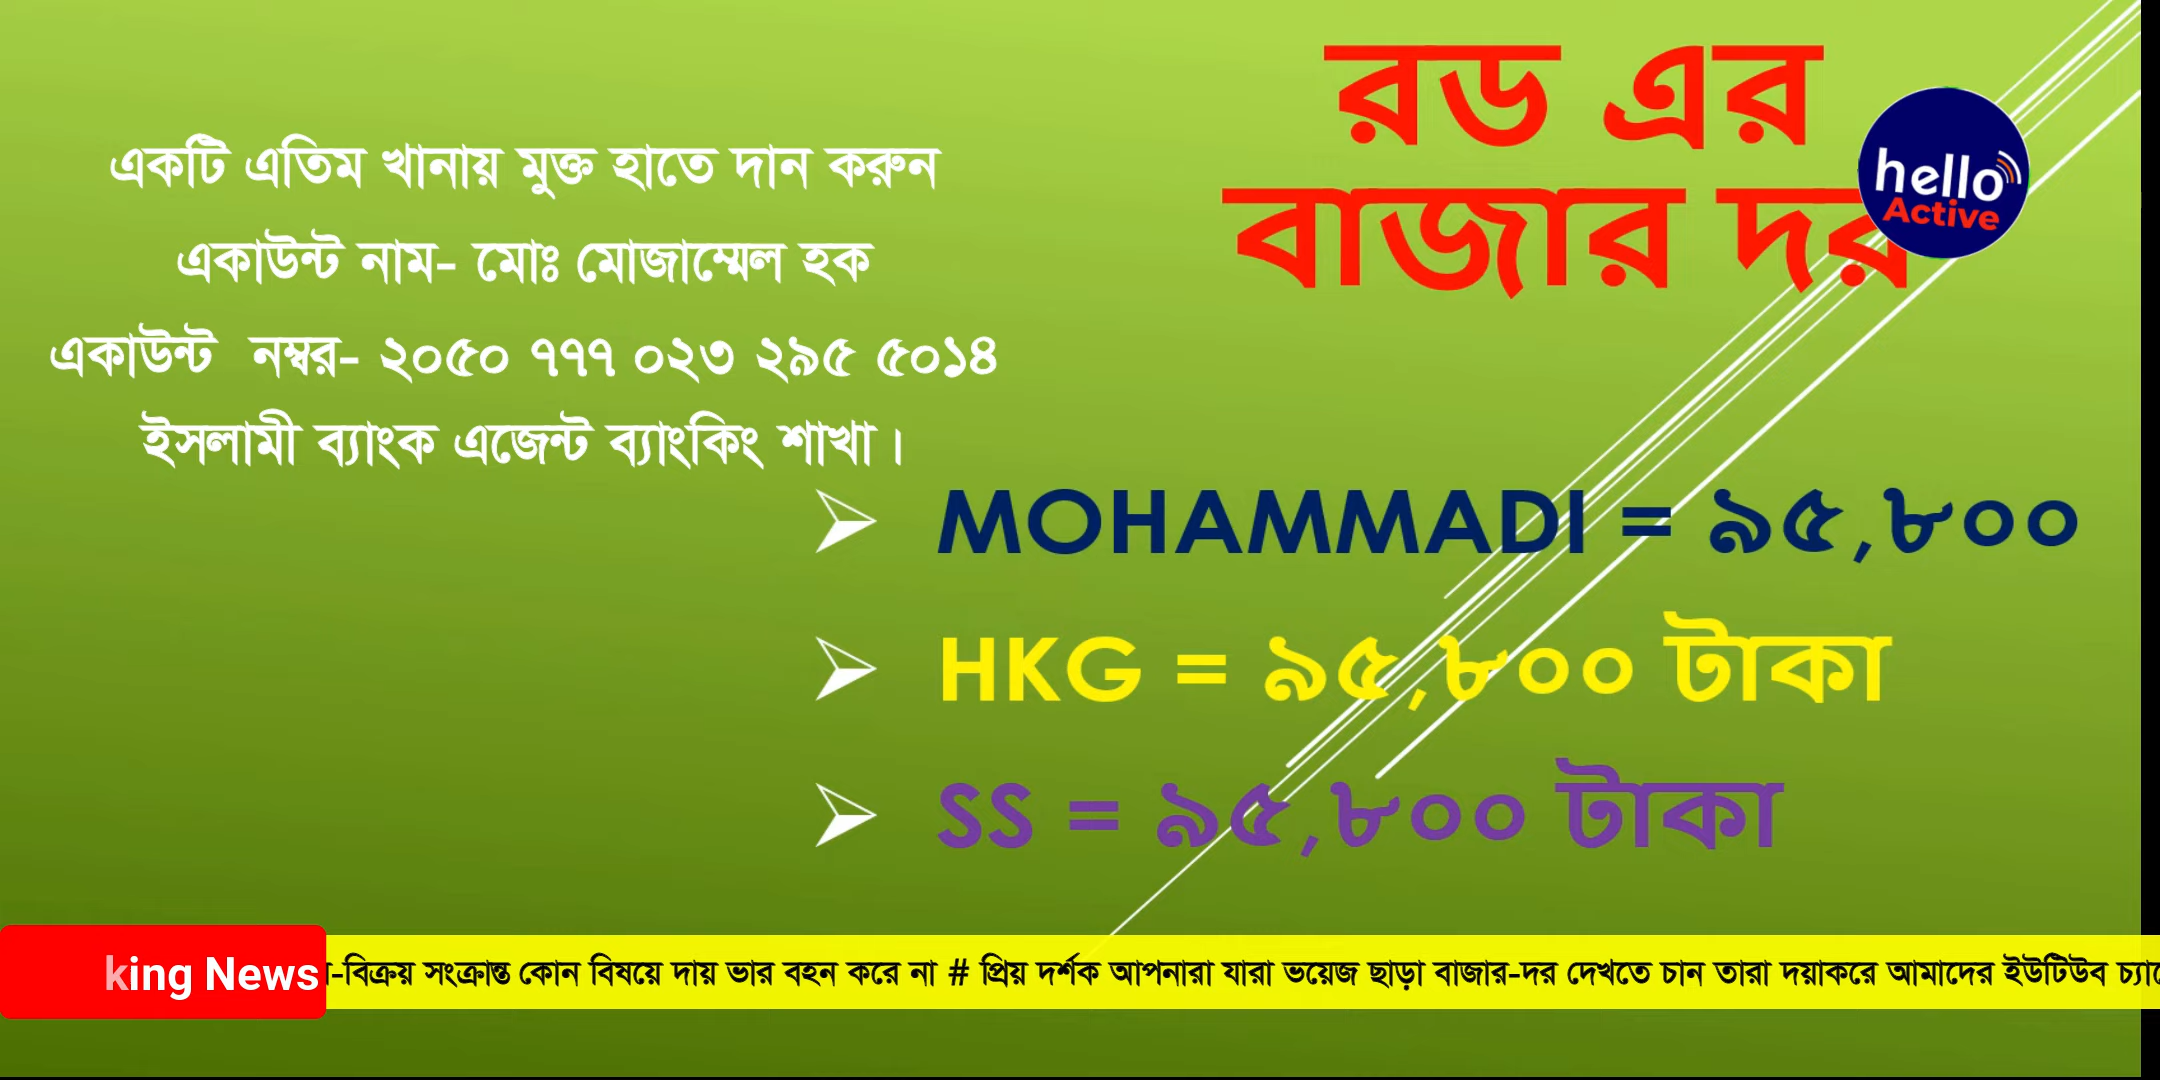 রড এর
বাজার দর
hello
Active
একটি এতিম খানায় মুক্ত হাতে দান করুন
একাউন্ট নাম- মোঃ মোজাম্মেল হক
একাউন্ট নম্বর- ২০৫০ ৭৭৭ ০২৩ ২৯৫ ৫০১৪
ইসলামী ব্যাংক এজেন্ট ব্যাংকিং শাখা।
MOHAMMADI = ৯৫,৮০০
HKG = ৯৫,৮০০ টাকা
SS = ৯৫,৮০০ টাকা
king News
-বিক্রয় সংক্রান্ত কোন বিষয়ে দায় ভার বহন করে না # প্রিয় দর্শক আপনারা যারা ভয়েজ ছাড়া বাজার-দর দেখতে চান তারা দয়াকরে আমাদের ইউটিউব